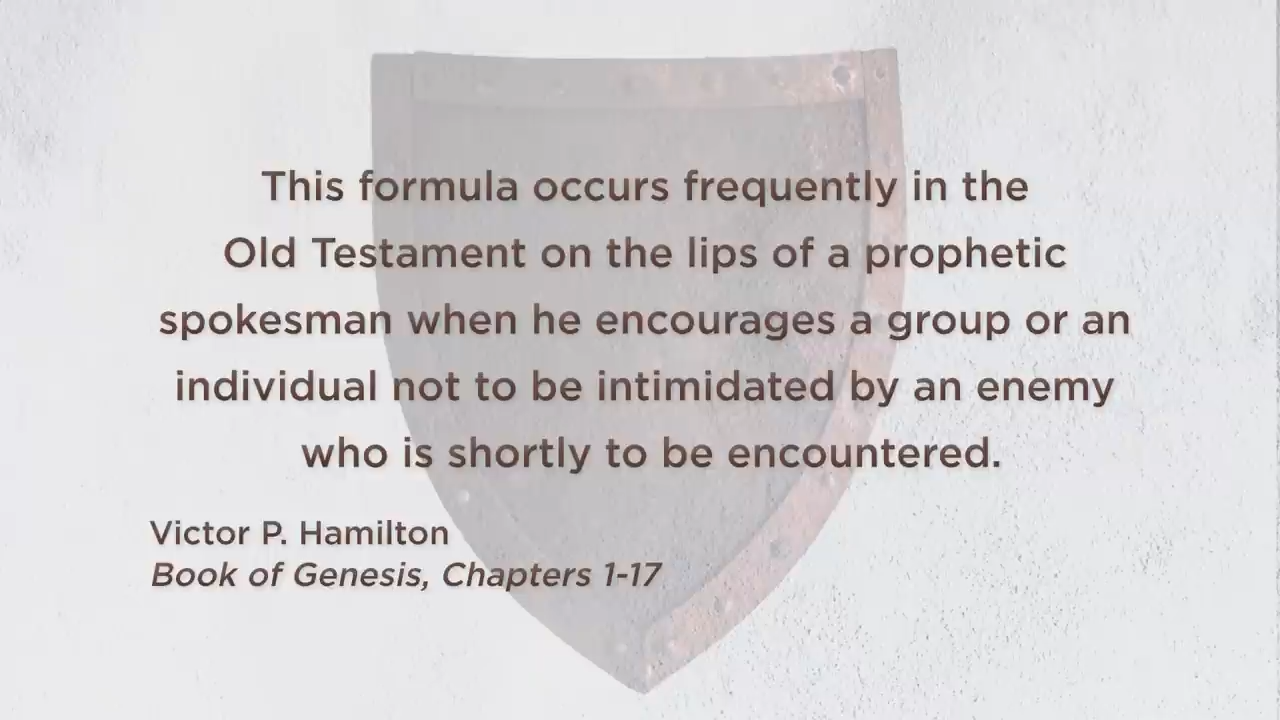 This formula occurs frequently in the
Old Testament on the lips of a prophetic
spokesman when he encourages a group or an
individual not to be intimidated by an enemy
who is shortly to be encountered.
Victor P. Hamilton
Book of Genesis, Chapters 1-17